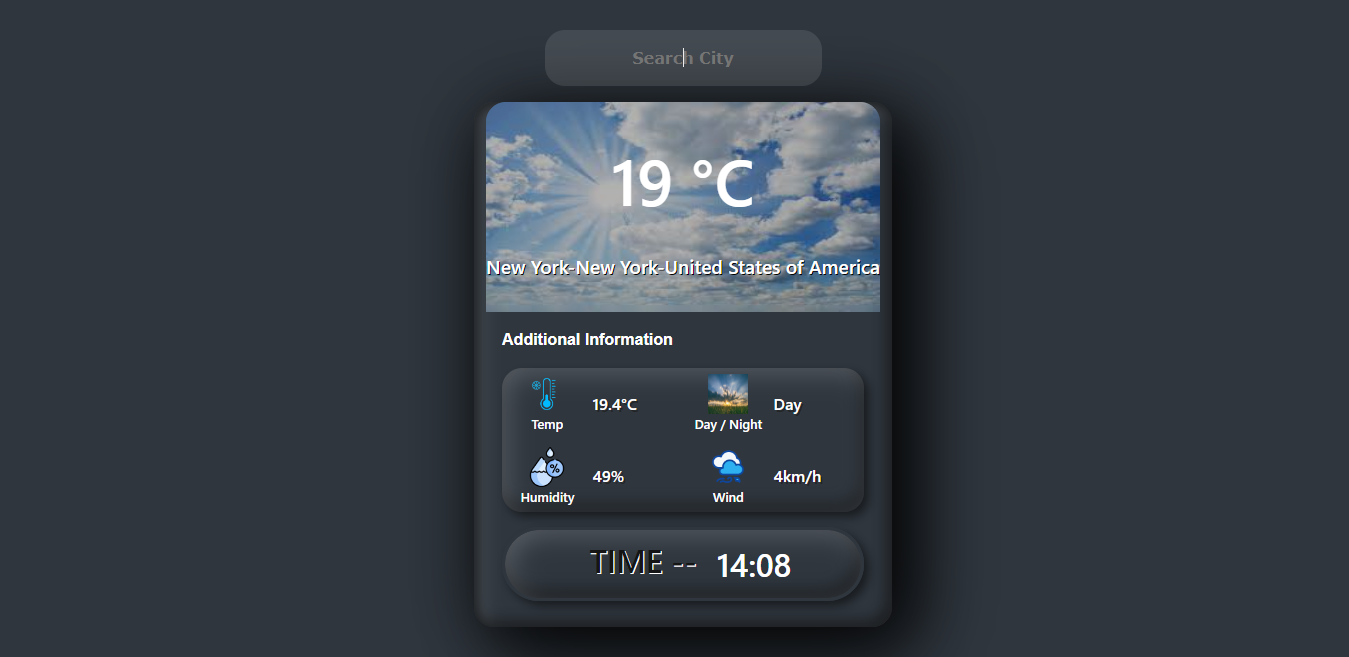 Search City
19 °C
New York-New York-United States of America
Additional Information
19.4°C
Temp
Day
Day / Night
%
49%
Humidity
4km/h
Wind
TIME -- 14:08